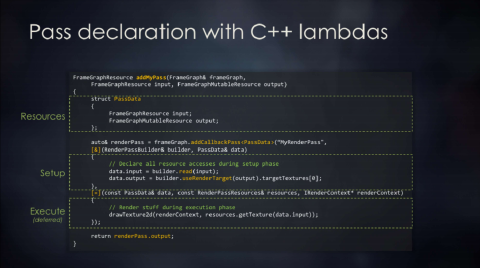 Pass declaration with C++ lambdas
FrameGraphResource addMyPass(FrameGraph& frameGraph,
FrameGraphResource input, FrameGraphMutableResource output)
{
Resources
struct PassData
{
FrameGraphResource input;
FrameGraphMutableResource output;
};
auto& renderPass = frameGraph.addCallbackPass<PassData>("MyRenderPass",
[&](RenderPassBuilder& builder, PassData& data)
Setup
{
// Declare all resource accesses during setup phase
data.input = builder.read(input);
data.output = builder.useRenderTarget(output).targetTextures[0];
},
[=](const PassData& data, const RenderPassResources& resources, IRenderContext* renderContext)
Execute
(deferred)
{
// Render stuff during execution phase
drawTexture2d(renderContext, resources.getTexture(data.input));
});
return renderPass.output;
}